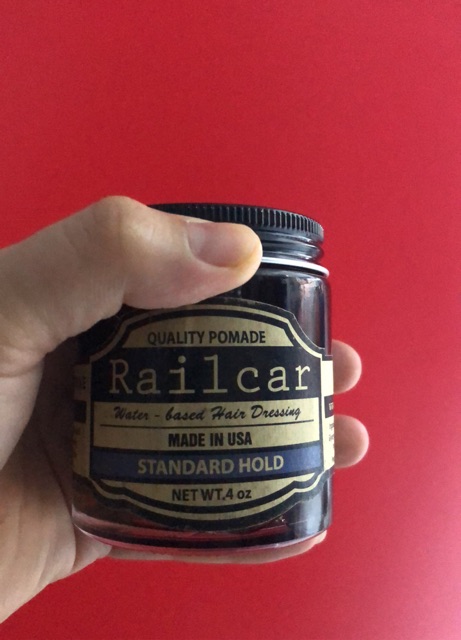 QUALITY POMADE
Railcar
Water - based Hair Dressing
MADE IN USA
STANDARD HOLD
NET WT.4 oz